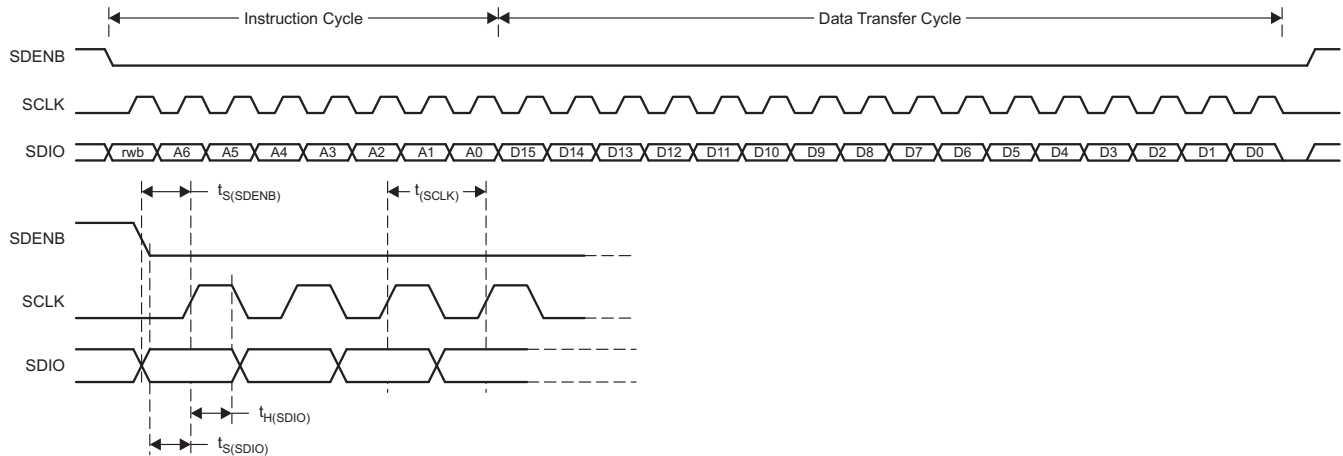 Instruction Cycle Data Transfer Cycle
SDENB
SCLK
SDIO rwb A6 A5 A4 A3 A2 A1 A0 D15 D14 D13 D12 D11 D10 D9 D8 D7 D6 D5 D4 D3 D2 D1 D0
tS(SDENB) t(SCLK)
SDENB
SCLK
SDIO
tH(SDIO)
tS(SDIO)